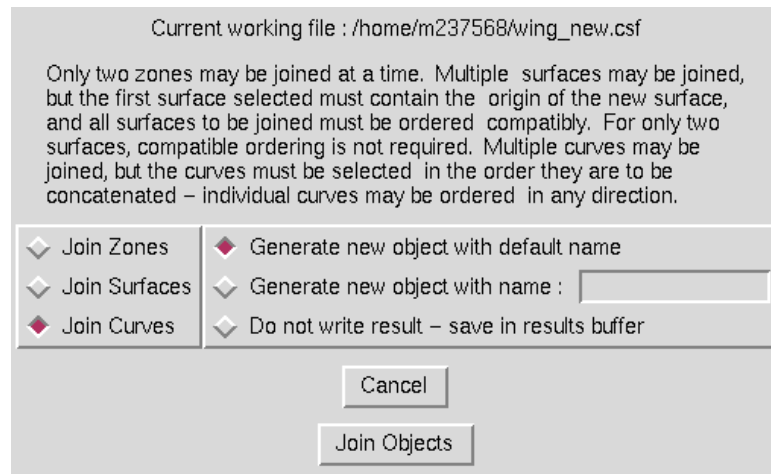 Current working file : /home/m237568/wing_new.csf
Only two zones may be joined at a time. Multiple surfaces may be joined,
but the first surface selected must contain the origin of the new surface,
and all surfaces to be joined must be ordered compatibly. For only two
surfaces, compatible ordering is not required. Multiple curves may be
joined, but the curves must be selected in the order they are to be
concatenated – individual curves may be ordered in any direction.
Join Zones
Join Surfaces
Join Curves
Generate new object with default name
Generate new object with name :
Do not write result – save in results buffer
Cancel
Join Objects